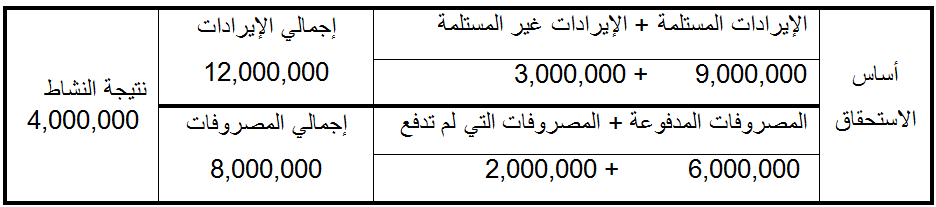 أساس
الاستحقاق
الإيرادات المستلمة + الإيرادات غير المستلمة
9,000,000 + 3,000,000
إجمالي الإيرادات
12,000,000
المصروفات المدفوعة + المصروفات التي لم تدفع
6,000,000 + 2,000,000
إجمالي المصروفات
8,000,000
نتيجة النشاط
4,000,000